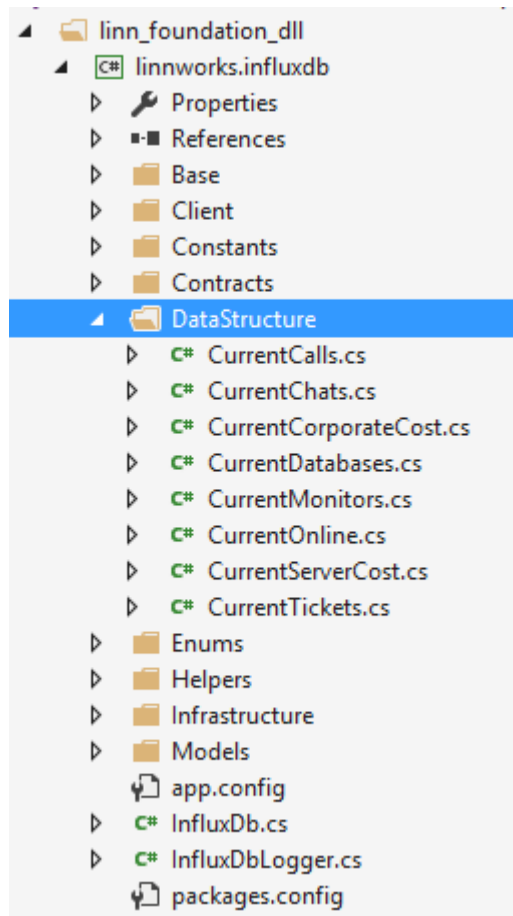 linn_foundation_dll
C# linnworks.influxdb
Properties
References
Base
Client
Constants
Contracts
DataStructure
C# CurrentCalls.cs
C# CurrentChats.cs
C# CurrentCorporateCost.cs
C# CurrentDatabases.cs
C# CurrentMonitors.cs
C# CurrentOnline.cs
C# CurrentServerCost.cs
C# CurrentTickets.cs
Enums
Helpers
Infrastructure
Models
app.config
C# InfluxDb.cs
C# InfluxDbLogger.cs
packages.config